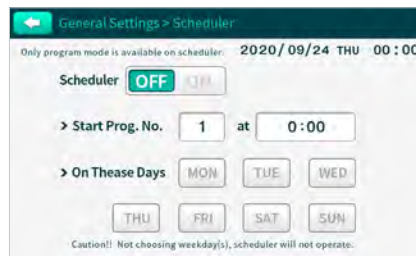 General Settings > Scheduler
Only program mode is available on scheduler. 2020/09/24 THU 00:00
Scheduler OFF ON
> Start Prog. No. 1 at 0:00
> On Thease Days MON TUE WED
THU FRI SAT SUN
Caution!! Not choosing weekday(s), scheduler will not operate.